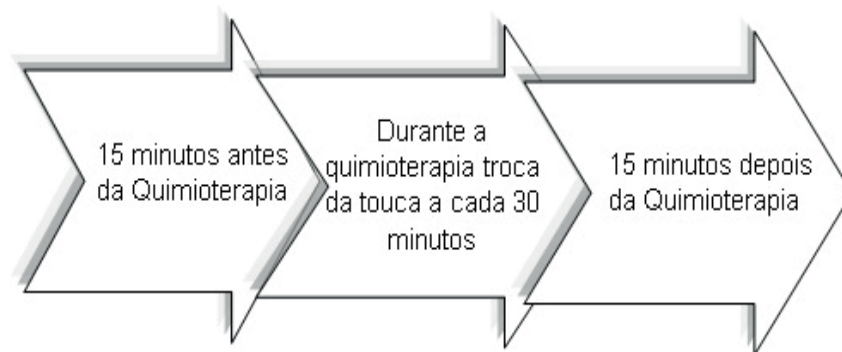 15 minutos antes
da Quimioterapia
Durante a
quimioterapia troca
da touca a cada 30
minutos
15 minutos depois
da Quimioterapia